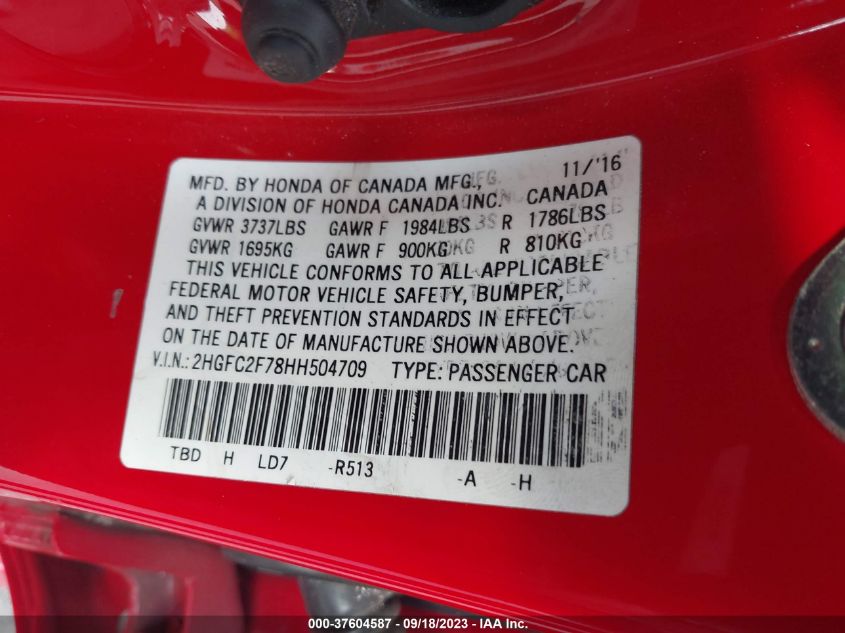 11/'16
MFD. BY HONDA OF CANADA MFG.,
A DIVISION OF HONDA CANADA INC. CANADA
GVWR 3737LBS GAWR F 1984LBS R 1786LBS
GVWR 1695KG GAWR F 900KG R 810KG
THIS VEHICLE CONFORMS TO ALL APPLICABLE
FEDERAL MOTOR VEHICLE SAFETY, BUMPER,
AND THEFT PREVENTION STANDARDS IN EFFECT
ON THE DATE OF MANUFACTURE SHOWN ABOVE.
V.I.N.: 2HGFC2F78HH504709 TYPE: PASSENGER CAR
TBD H LD7 -R513 -A -H
000-37604587 - 09/18/2023 - Copyright © IAA, Inc.